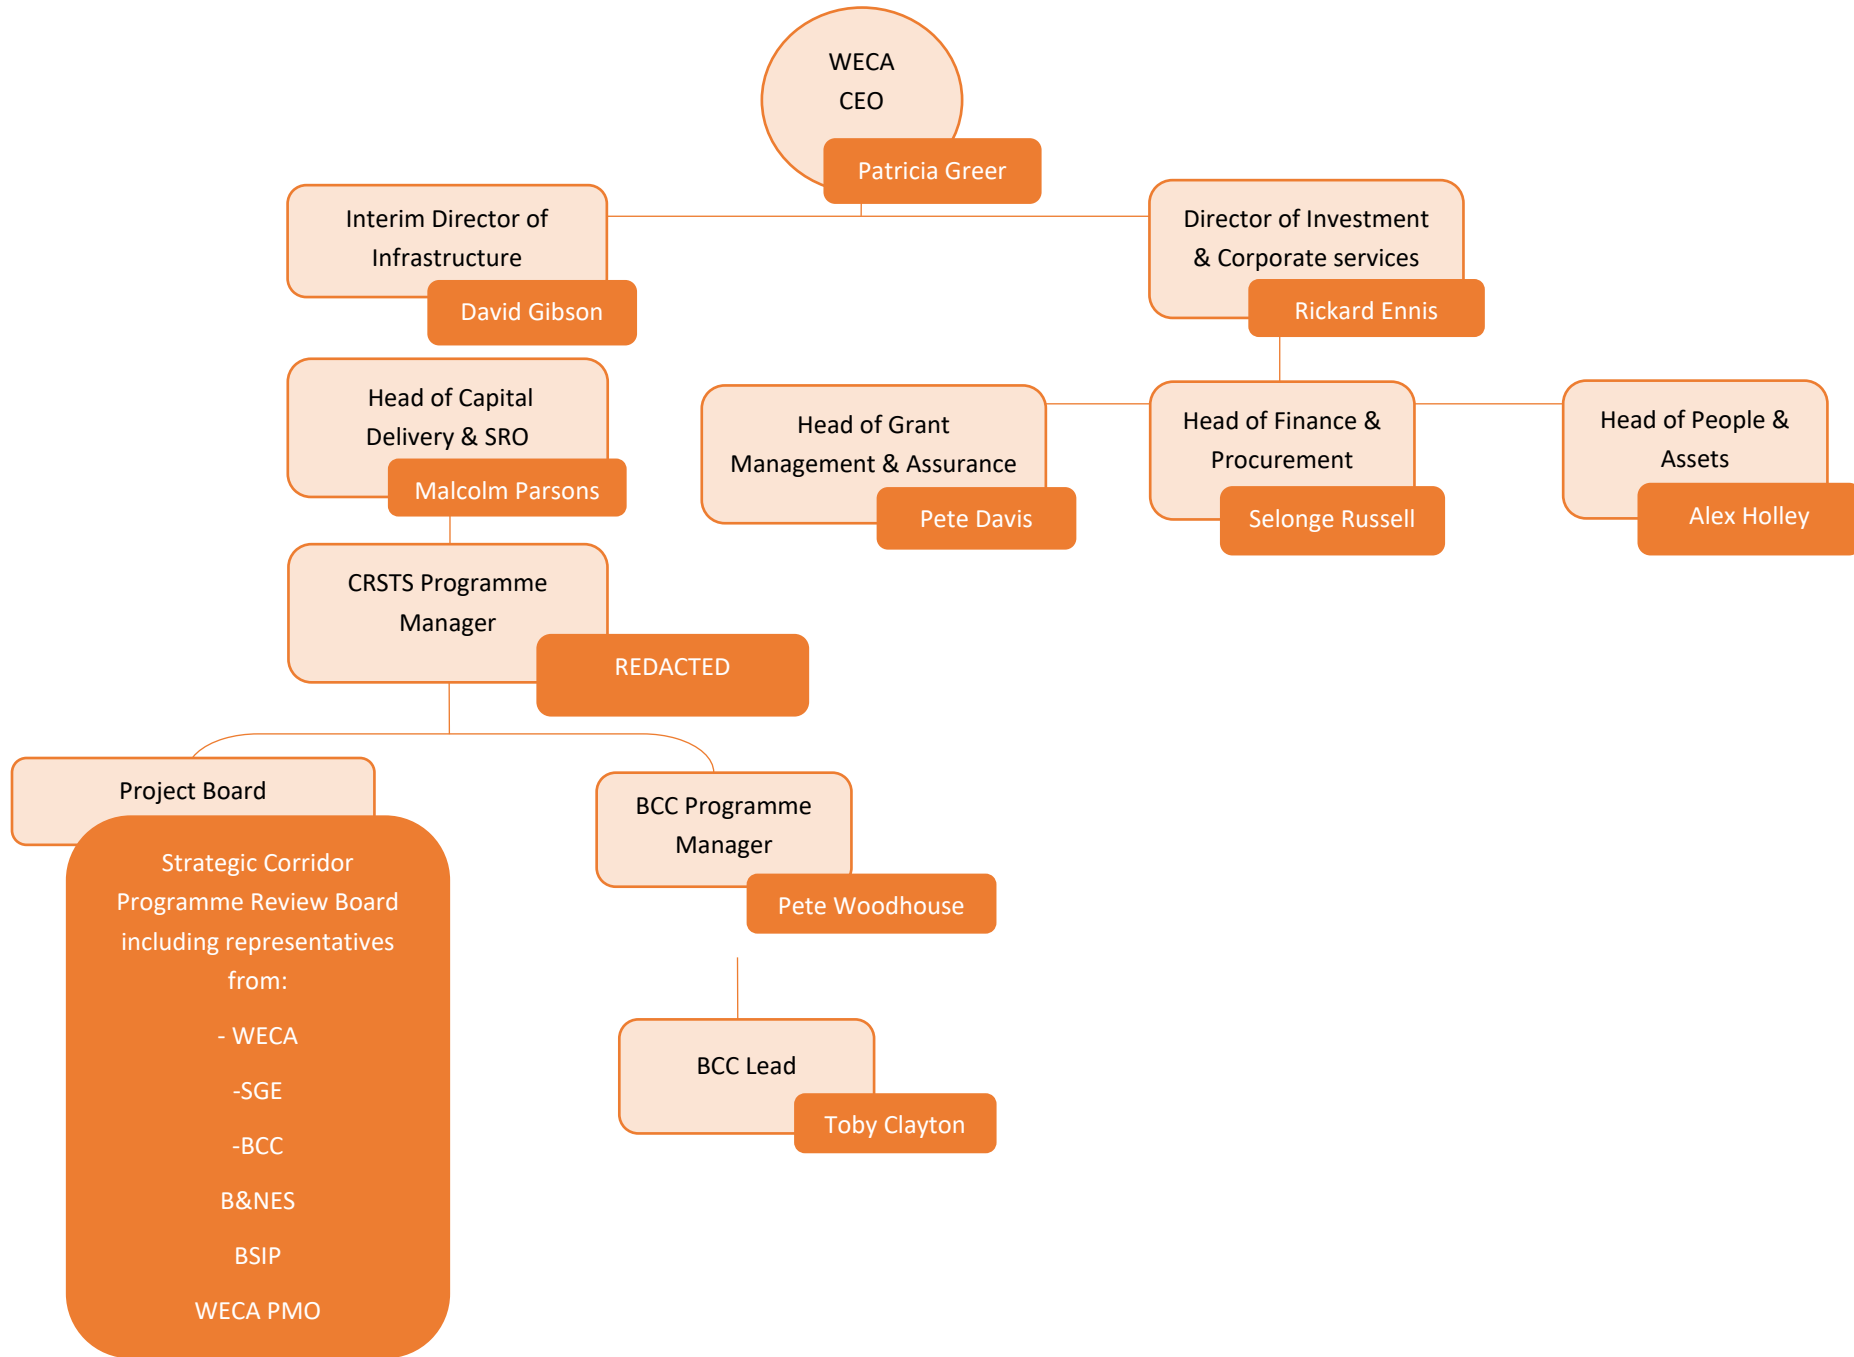 WECA
CEO
Patricia Greer
Interim Director of
Infrastructure
David Gibson
Director of Investment
& Corporate services
Rickard Ennis
Head of Capital
Delivery & SRO
Malcolm Parsons
Head of Grant
Management & Assurance
Pete Davis
Head of Finance &
Procurement
Selonge Russell
Head of People &
Assets
Alex Holley
CRSTS Programme
Manager
REDACTED
Project Board
Strategic Corridor
Programme Review Board
including representatives
from:
- WECA
-SGE
-BCC
B&NES
BSIP
WECA PMO
BCC Programme
Manager
Pete Woodhouse
BCC Lead
Toby Clayton